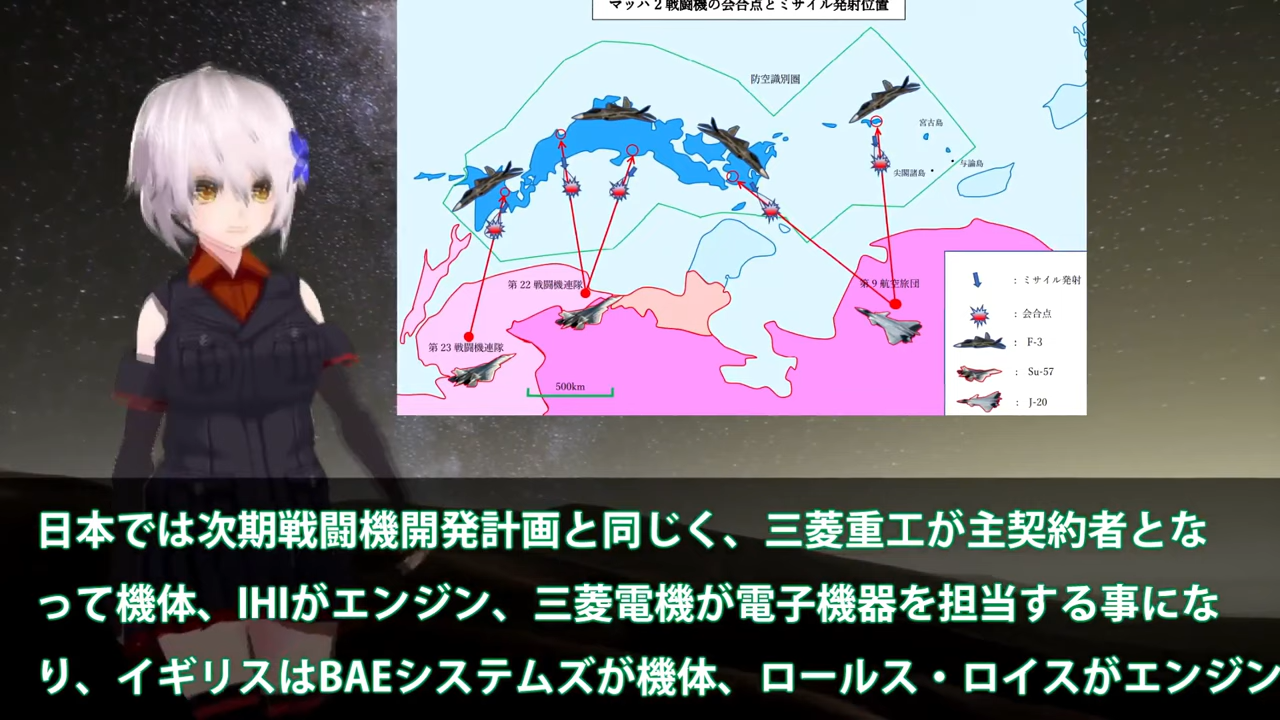 マッハ2戦闘機の会合点とミサイル発射位置
防空識別圏
宮古島
与論島
尖閣諸島
第22戦闘機連隊
第9航空旅団
第23戦闘機連隊
500km
：ミサイル発射
：会合点
：F-3
：Su-57
：J-20
日本では次期戦闘機開発計画と同じく、三菱重工が主契約者とな
って機体、IHIがエンジン、三菱電機が電子機器を担当する事にな
り、イギリスはBAEシステムズが機体、ロールス・ロイスがエンジン